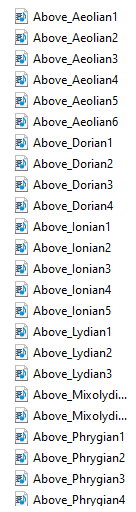 Above_Aeolian1
Above_Aeolian2
Above_Aeolian3
Above_Aeolian4
Above_Aeolian5
Above_Aeolian6
Above_Dorian1
Above_Dorian2
Above_Dorian3
Above_Dorian4
Above_Ionian1
Above_Ionian2
Above_Ionian3
Above_Ionian4
Above_Ionian5
Above_Lydian1
Above_Lydian2
Above_Lydian3
Above_Mixolydi...
Above_Mixolydi...
Above_Phrygian1
Above_Phrygian2
Above_Phrygian3
Above_Phrygian4